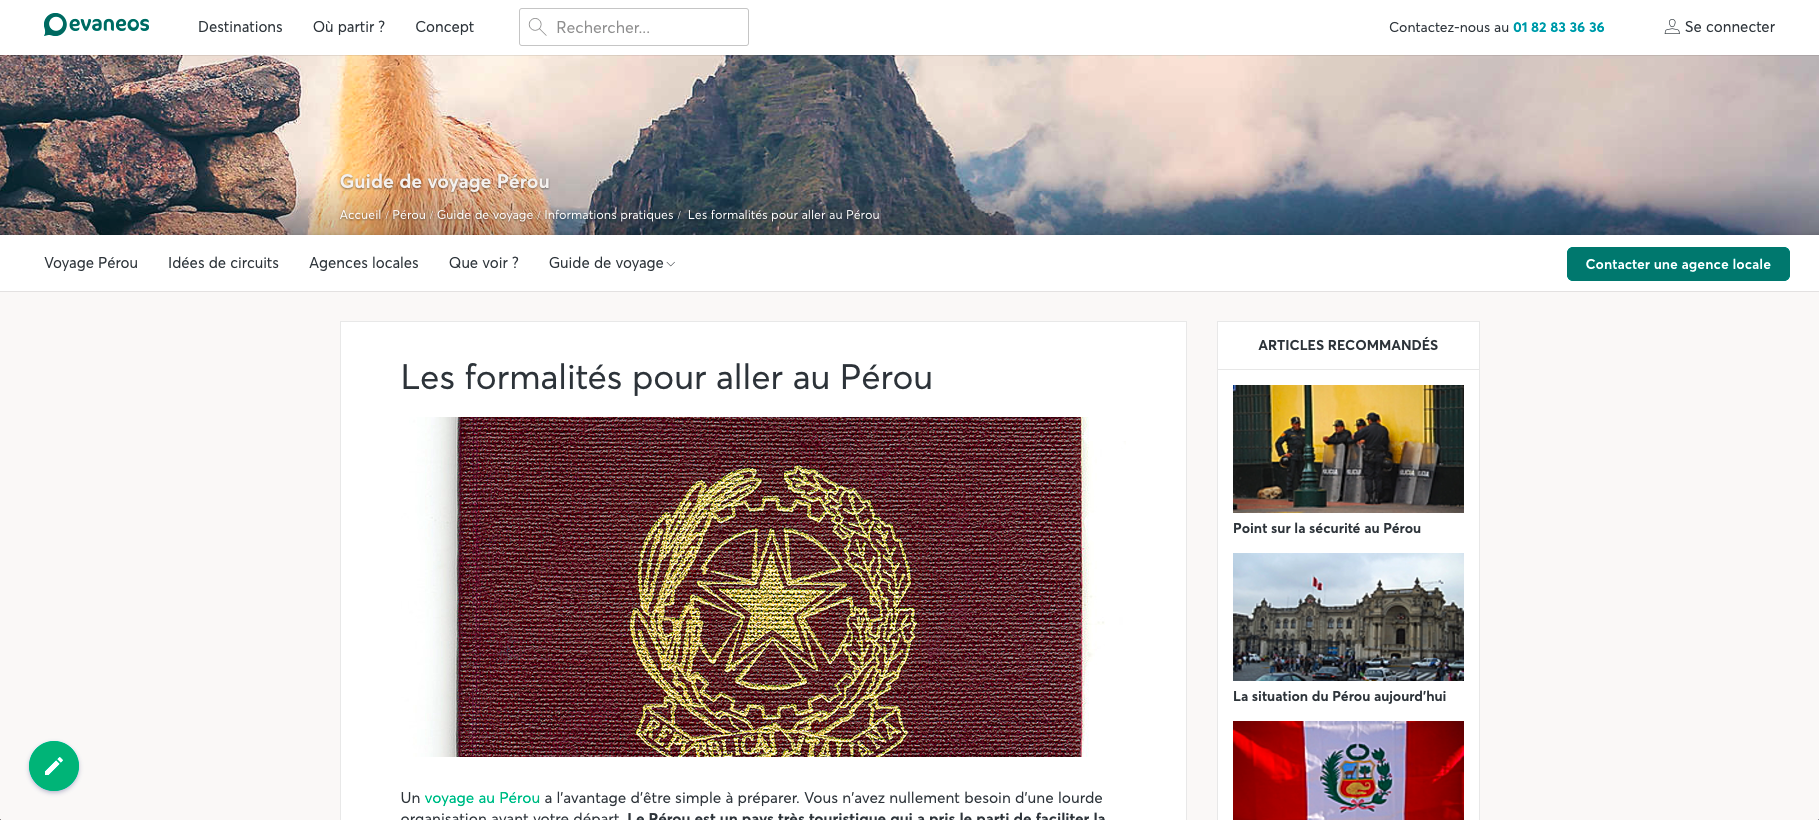 evaneos
Destinations
Où partir ?
Concept
Rechercher...
Contactez-nous au 01 82 83 36 36
Se connecter
Guide de voyage Pérou
Accueil / Pérou / Guide de voyage / Informations pratiques / Les formalités pour aller au Pérou
Voyage Pérou
Idées de circuits
Agences locales
Que voir ?
Guide de voyage
Contacter une agence locale
Les formalités pour aller au Pérou
REPUBBLICA ITALIANA
Un voyage au Pérou a l'avantage d'être simple à préparer. Vous n'avez nullement besoin d'une lourde
organisation avant votre départ. Le Pérou est un pays très touristique qui a pris le parti de faciliter la
ARTICLES RECOMMANDÉS
POLICIA
Point sur la sécurité au Pérou
La situation du Pérou aujourd'hui